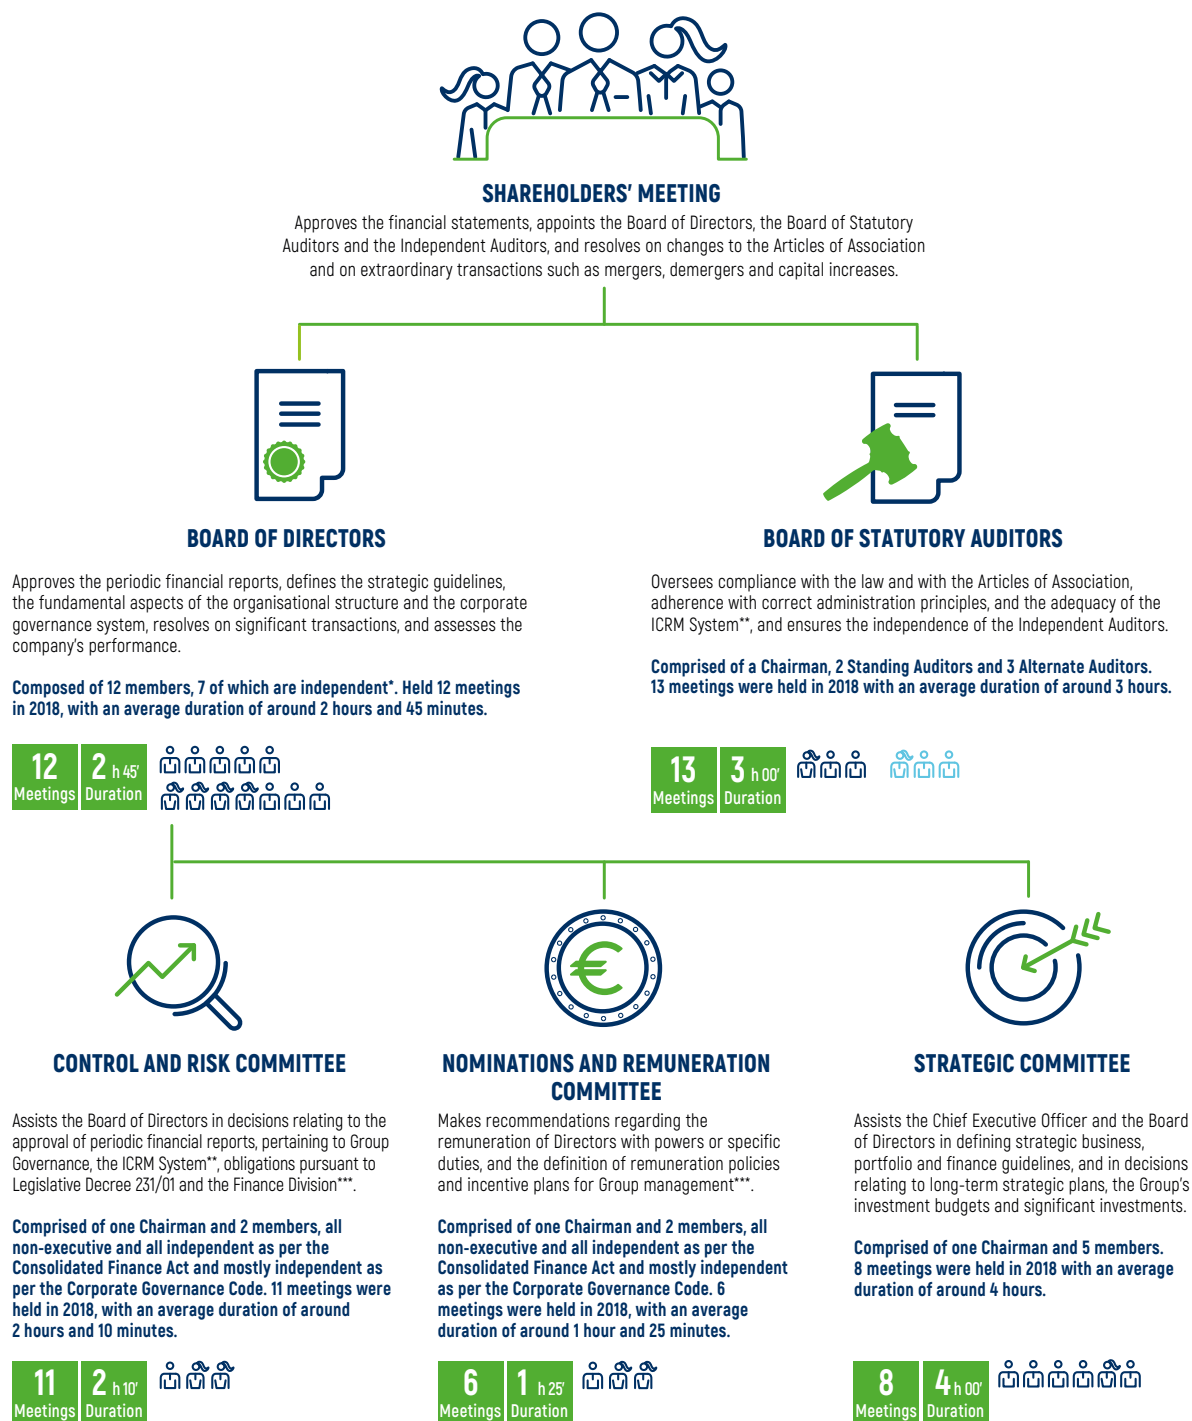 SHAREHOLDERS’ MEETING
Approves the financial statements, appoints the Board of Directors, the Board of Statutory
Auditors and the Independent Auditors, and resolves on changes to the Articles of Association
and on extraordinary transactions such as mergers, demergers and capital increases.
BOARD OF DIRECTORS
Approves the periodic financial reports, defines the strategic guidelines,
the fundamental aspects of the organisational structure and the corporate
governance system, resolves on significant transactions, and assesses the
company’s performance.
Composed of 12 members, 7 of which are independent*. Held 12 meetings
in 2018, with an average duration of around 2 hours and 45 minutes.
12
Meetings
2 h 45’
Duration
BOARD OF STATUTORY AUDITORS
Oversees compliance with the law and with the Articles of Association,
adherence with correct administration principles, and the adequacy of the
ICRM System**, and ensures the independence of the Independent Auditors.
Comprised of a Chairman, 2 Standing Auditors and 3 Alternate Auditors.
13 meetings were held in 2018 with an average duration of around 3 hours.
13
Meetings
3 h 00’
Duration
€
CONTROL AND RISK COMMITTEE
Assists the Board of Directors in decisions relating to the
approval of periodic financial reports, pertaining to Group
Governance, the ICRM System**, obligations pursuant to
Legislative Decree 231/01 and the Finance Division***.
Comprised of one Chairman and 2 members, all
non-executive and all independent as per the
Consolidated Finance Act and mostly independent as
per the Corporate Governance Code. 11 meetings were
held in 2018, with an average duration of around
2 hours and 10 minutes.
11
Meetings
2 h 10’
Duration
NOMINATIONS AND REMUNERATION
COMMITTEE
Makes recommendations regarding the
remuneration of Directors with powers or specific
duties, and the definition of remuneration policies
and incentive plans for Group management***.
Comprised of one Chairman and 2 members, all
non-executive and all independent as per the
Consolidated Finance Act and mostly independent
as per the Corporate Governance Code. 6
meetings were held in 2018, with an average
duration of around 1 hour and 25 minutes.
6
Meetings
1 h 25’
Duration
STRATEGIC COMMITTEE
Assists the Chief Executive Officer and the Board
of Directors in defining strategic business,
portfolio and finance guidelines, and in decisions
relating to long-term strategic plans, the Group’s
investment budgets and significant investments.
Comprised of one Chairman and 5 members.
8 meetings were held in 2018 with an average
duration of around 4 hours.
8
Meetings
4 h 00’
Duration